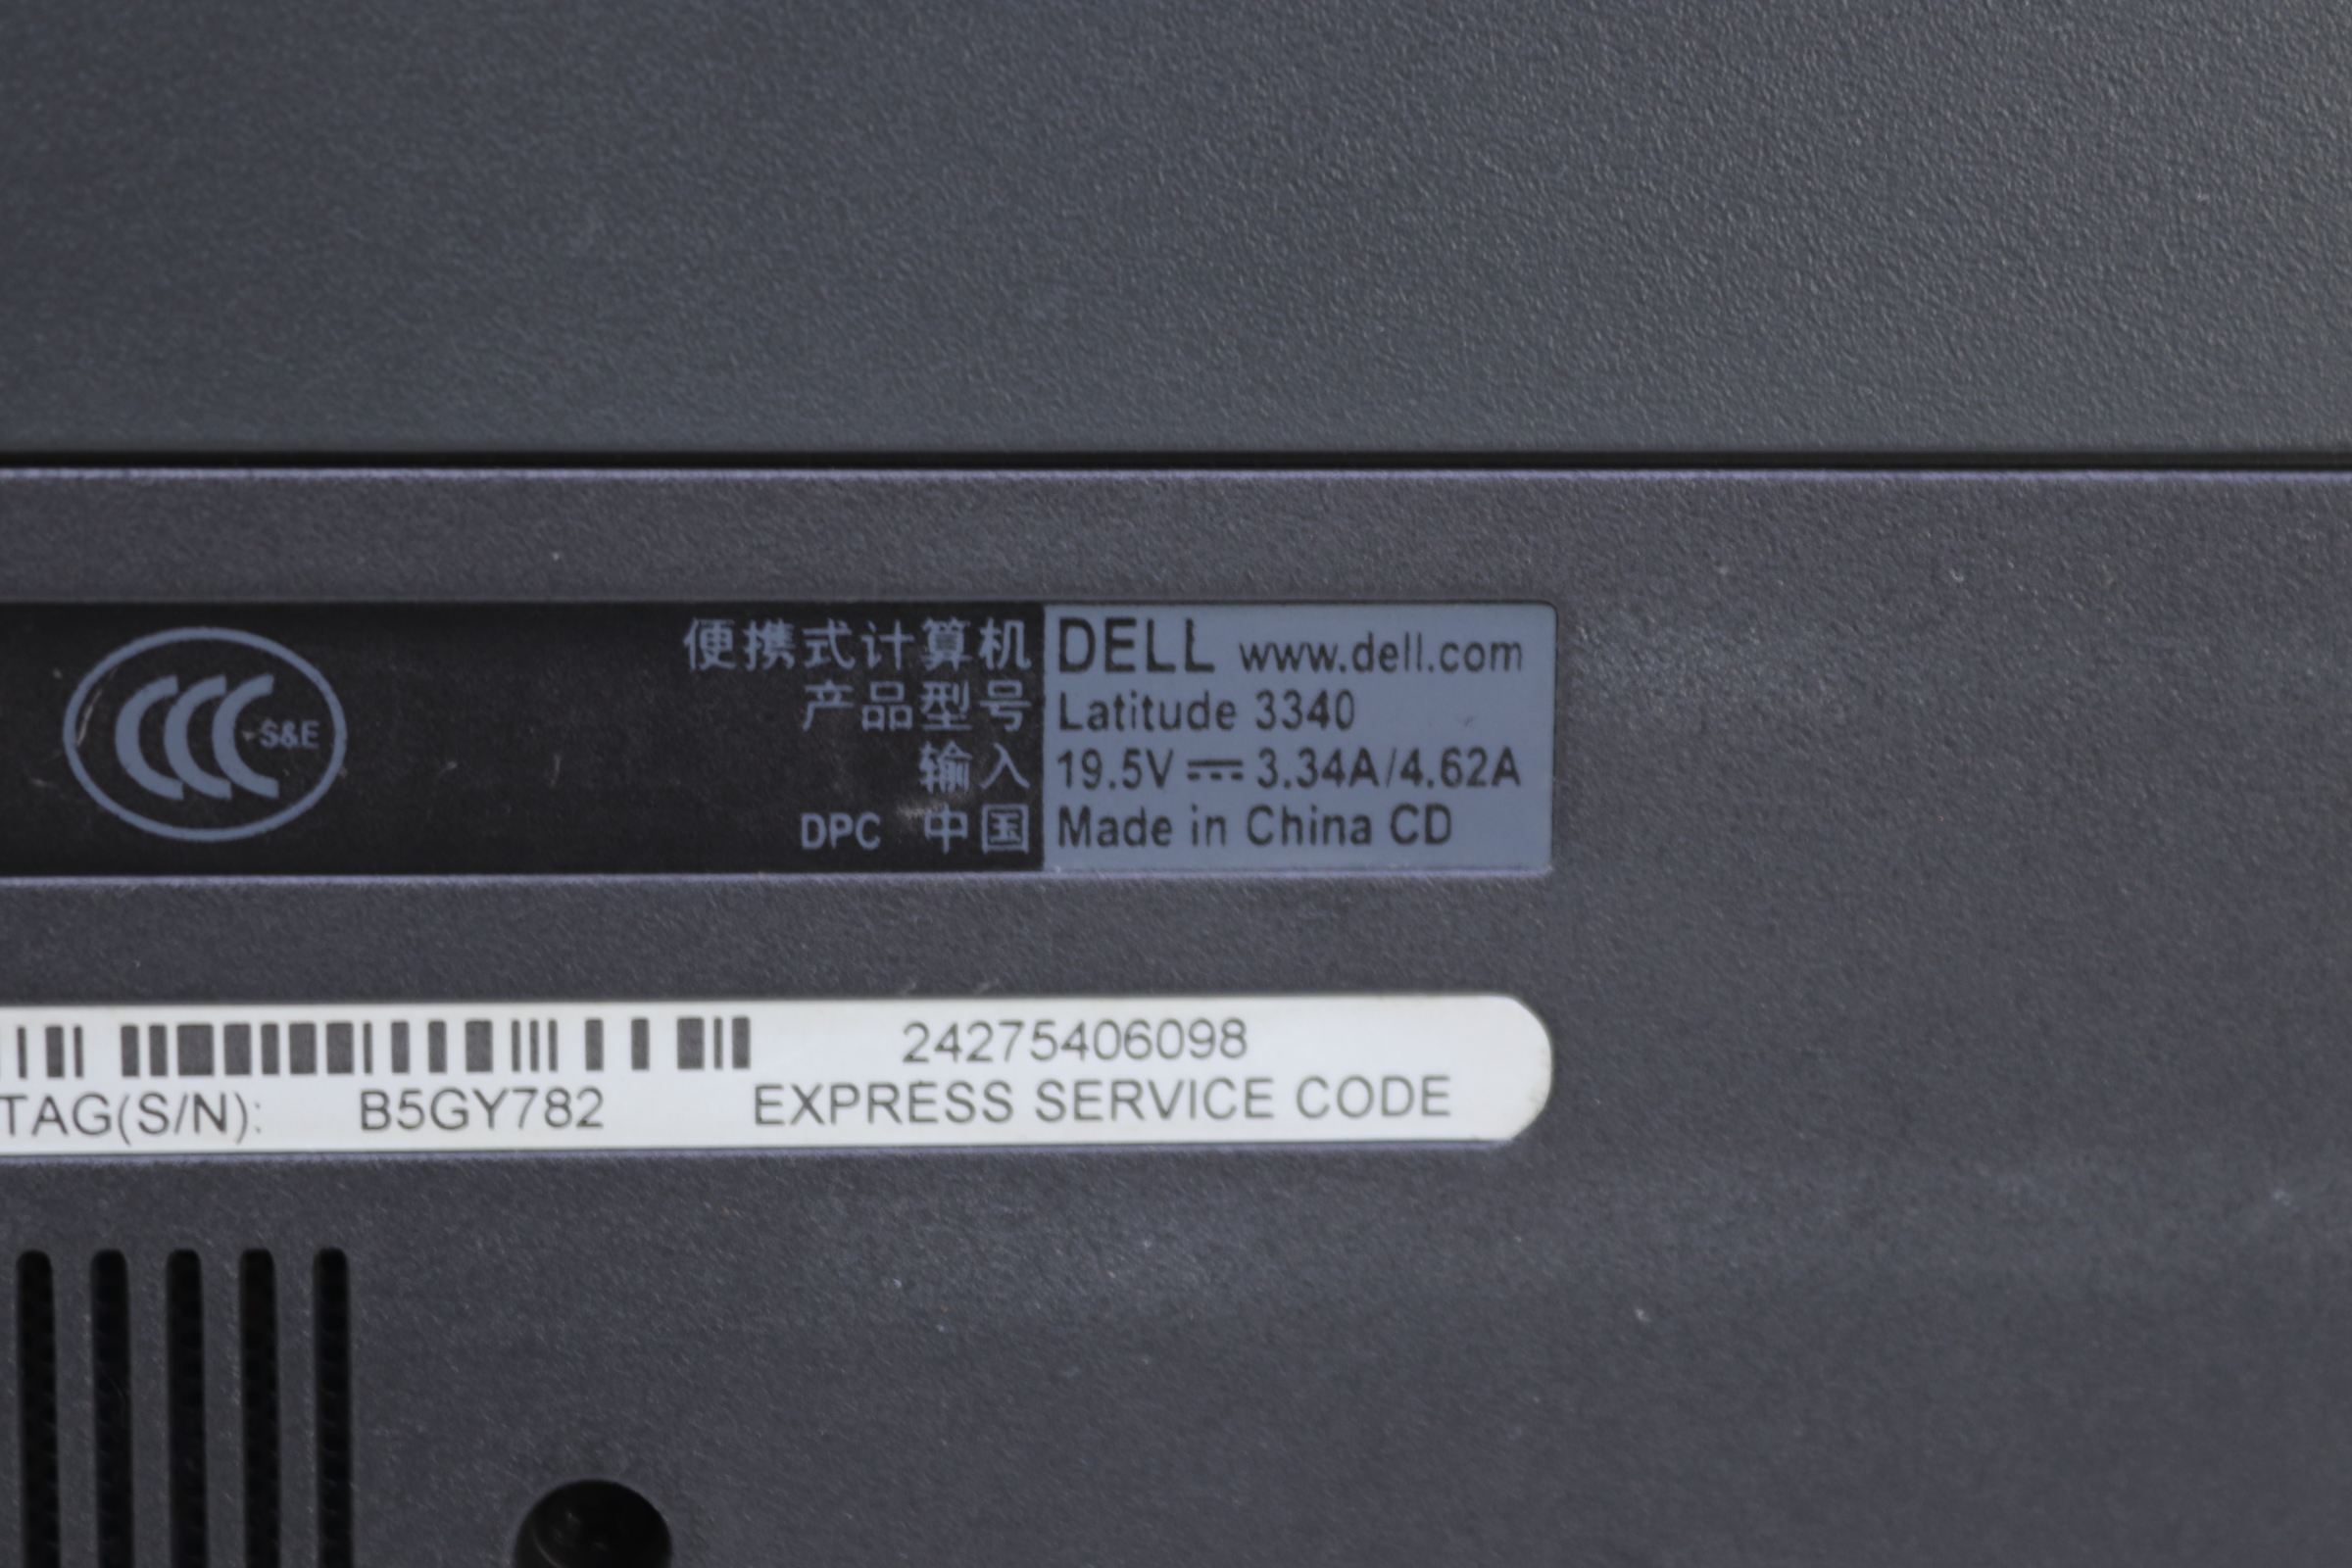 便携式计算机 DELL www.dell.com
产品型号 Latitude 3340
输入 19.5V⎓3.34A/4.62A
DPC 中国 Made in China CD
S&E
24275406098
TAG(S/N): B5GY782 EXPRESS SERVICE CODE